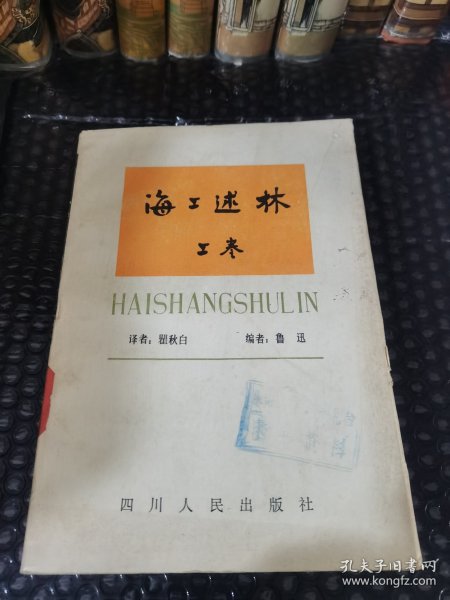 海上述林
上卷
HAISHANGSHULIN
译者：瞿秋白 编者：鲁 迅
四川人民出版社
孔夫子旧书网
www.kongfz.com